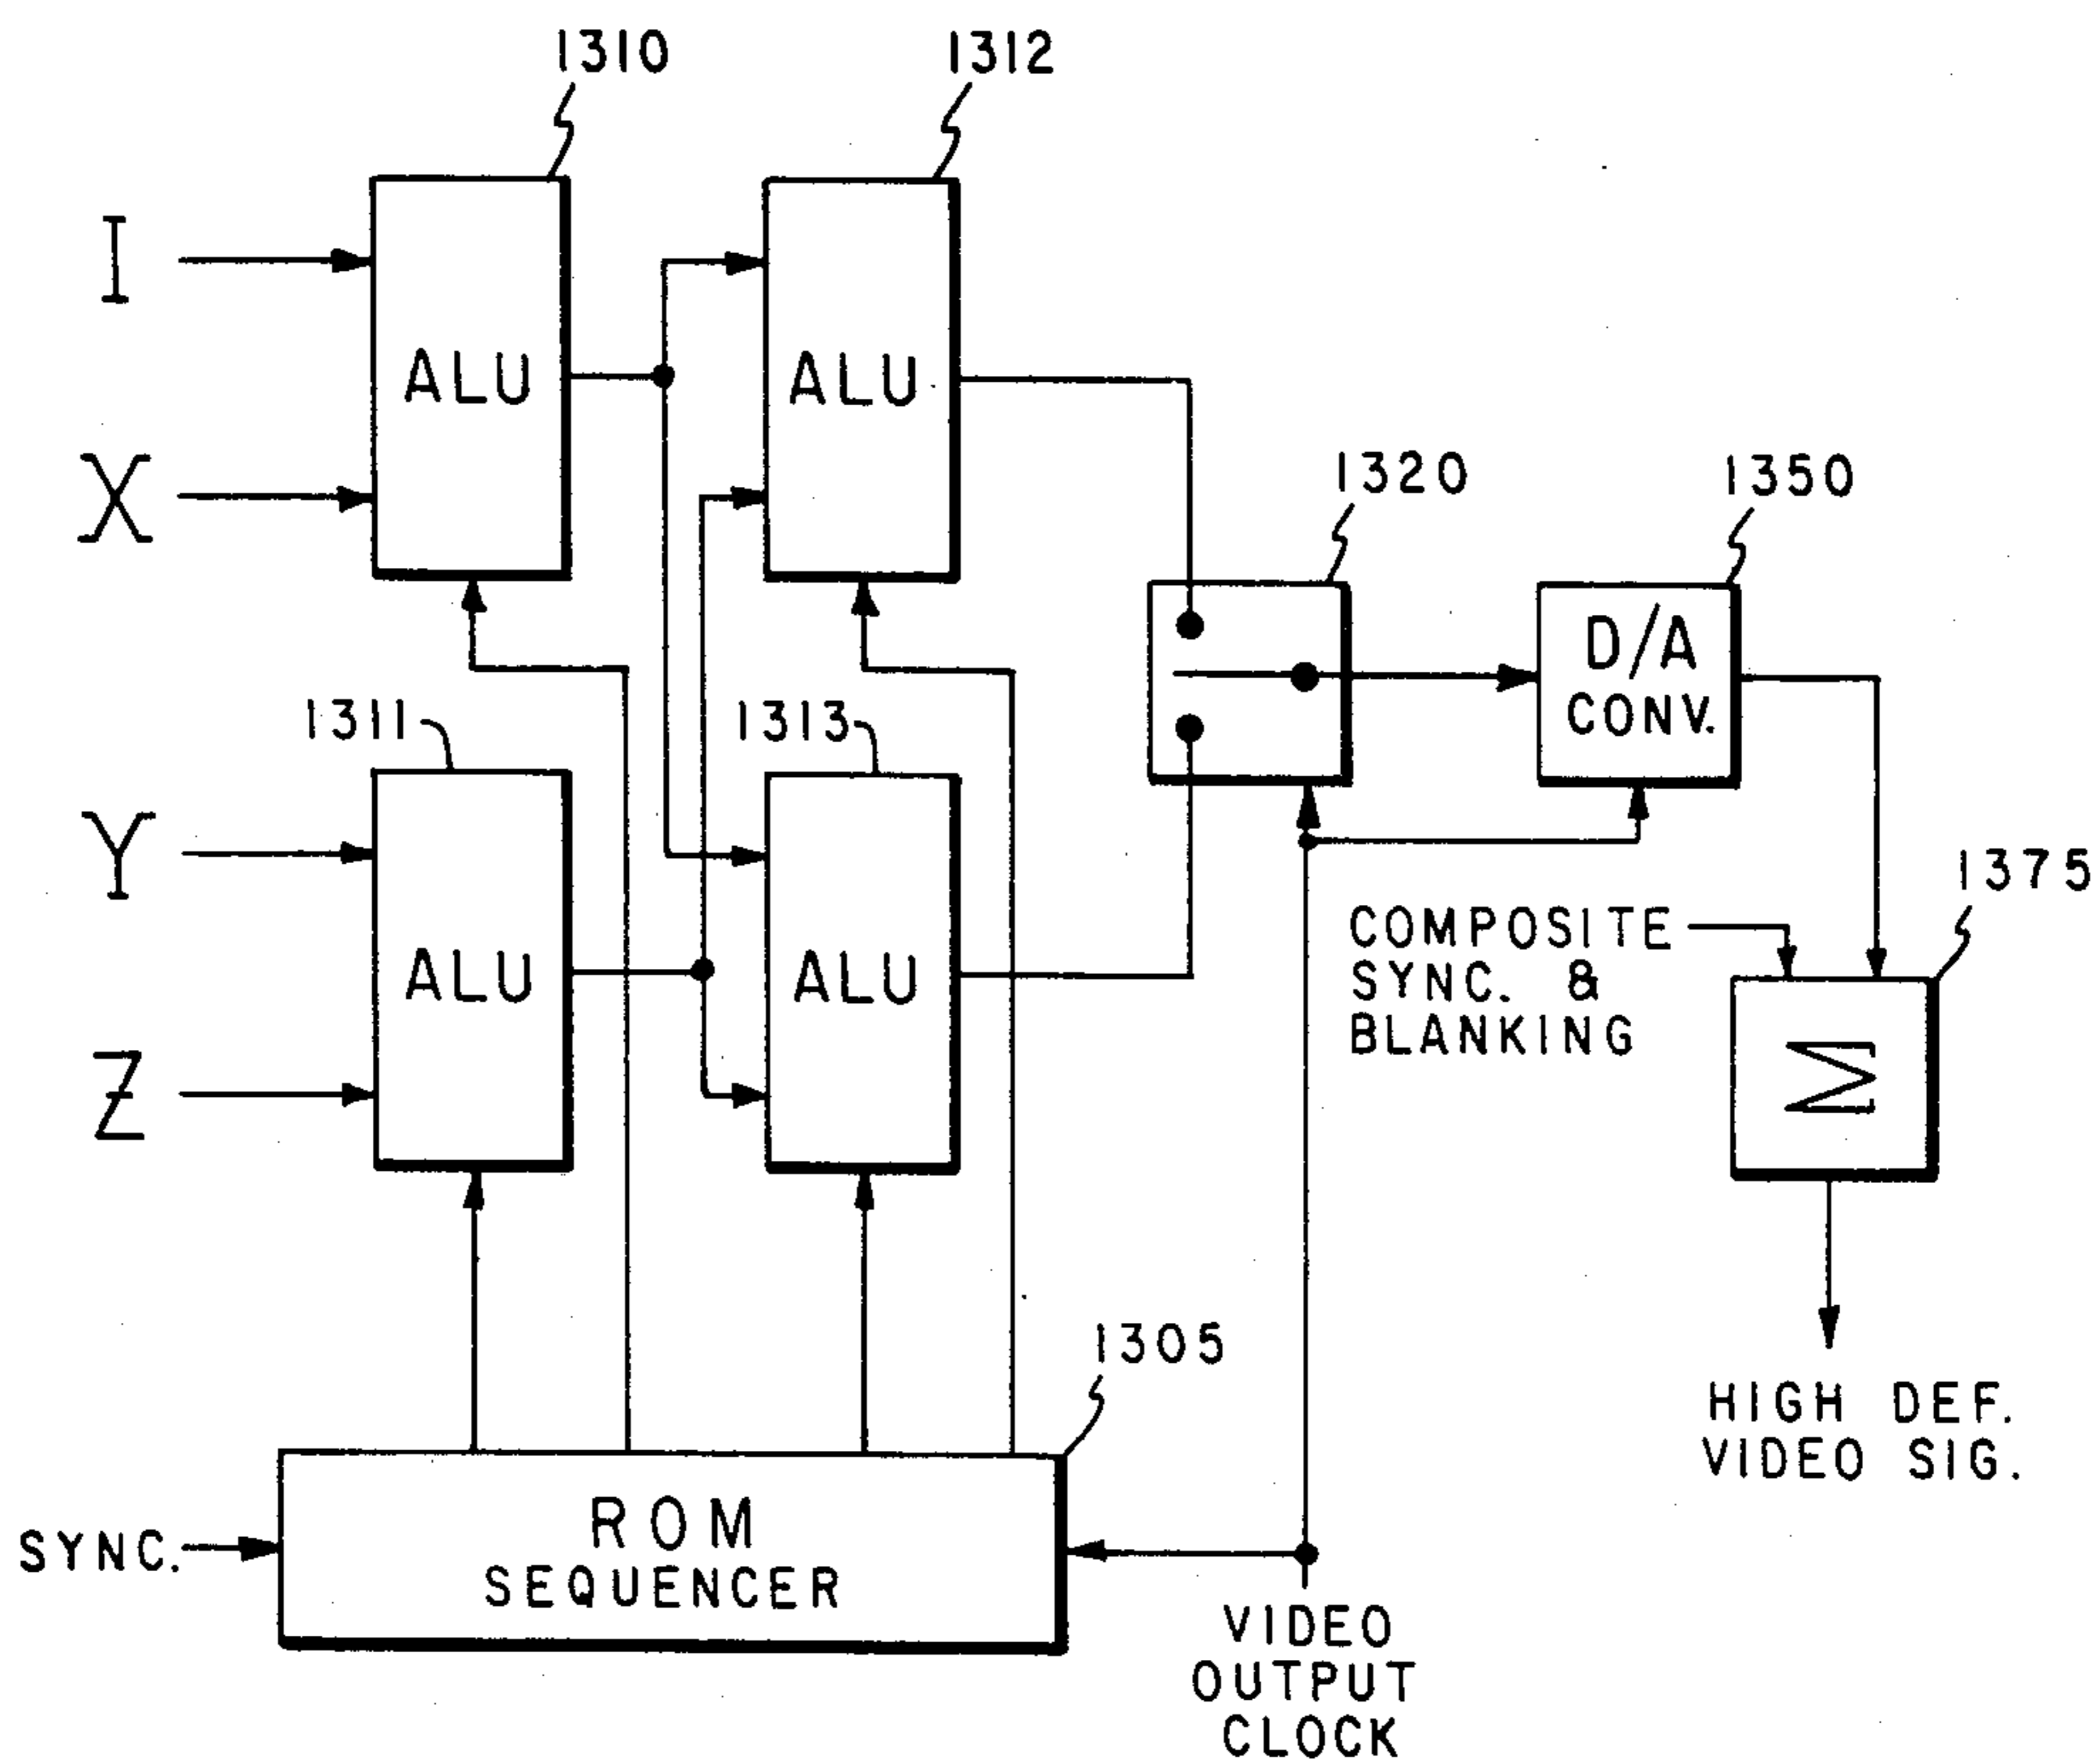 1310
1312
I
ALU
ALU
X
1320
1350
D/A
CONV.
1311
1313
Y
1375
COMPOSITE
SYNC. &
BLANKING
ALU
ALU
Σ
Z
1305
HIGH DEF.
VIDEO SIG.
ROM
SEQUENCER
SYNC.
VIDEO
OUTPUT
CLOCK